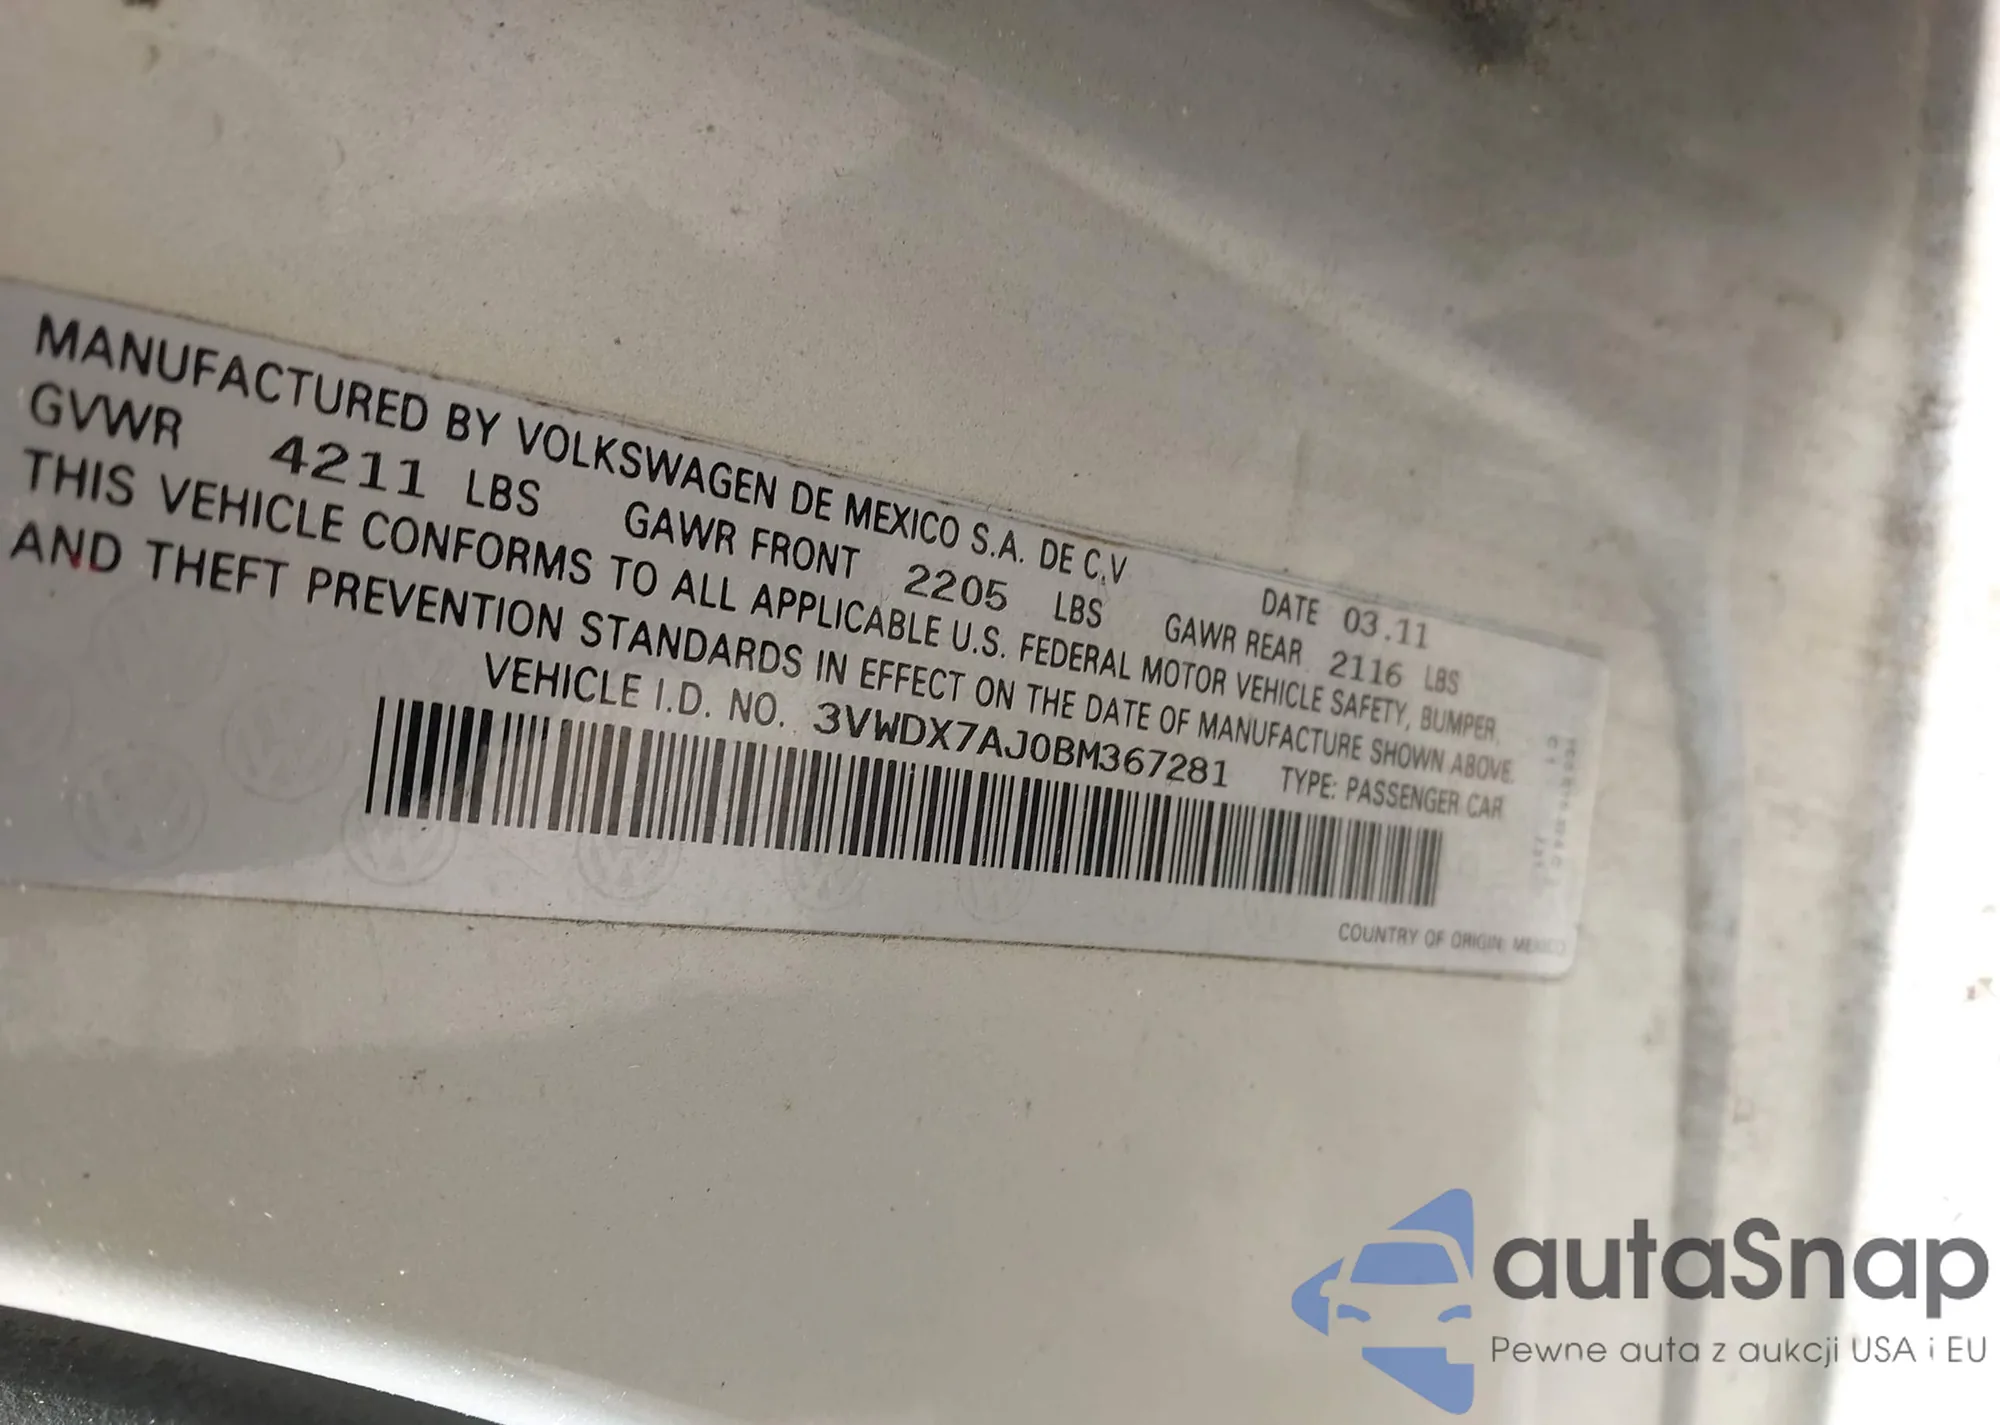 MANUFACTURED BY VOLKSWAGEN DE MEXICO S.A. DE C.V DATE 03.11
GVWR 4211 LBS GAWR FRONT 2205 LBS GAWR REAR 2116 LBS
THIS VEHICLE CONFORMS TO ALL APPLICABLE U.S. FEDERAL MOTOR VEHICLE SAFETY, BUMPER,
AND THEFT PREVENTION STANDARDS IN EFFECT ON THE DATE OF MANUFACTURE SHOWN ABOVE.
VEHICLE I.D. NO. 3VWDX7AJ0BM367281 TYPE: PASSENGER CAR
COUNTRY OF ORIGIN: MEXICO
autaSnap
Pewne auta z aukcji USA i EU